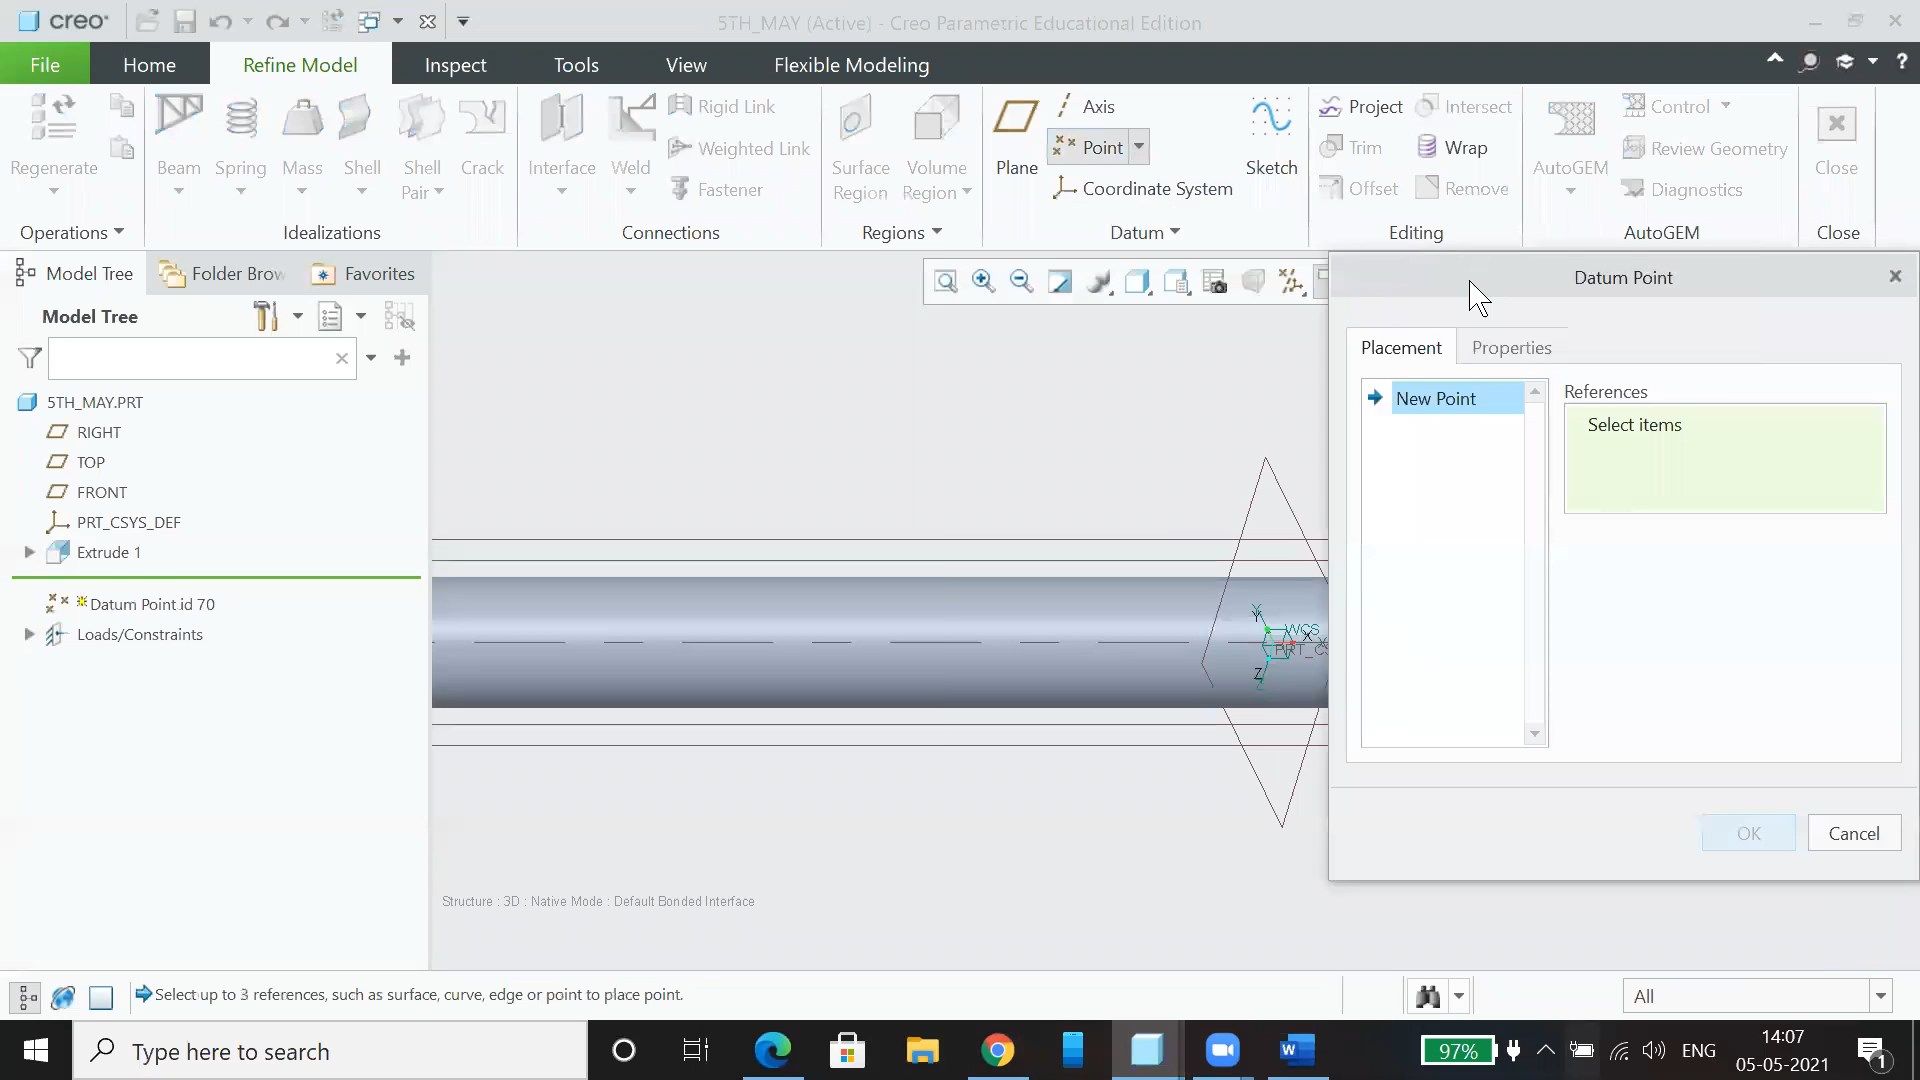 creo®
5TH_MAY (Active) - Creo Parametric Educational Edition
File
Home
Refine Model
Inspect
Tools
View
Flexible Modeling
Regenerate
Operations
Beam
Spring
Mass
Shell
Shell Pair
Crack
Idealizations
Interface
Weld
Rigid Link
Weighted Link
Fastener
Connections
Surface Region
Volume Region
Regions
Plane
Axis
Point
Coordinate System
Sketch
Datum
Project
Intersect
Trim
Wrap
Offset
Remove
Editing
AutoGEM
Control
Review Geometry
Diagnostics
AutoGEM
Close
Close
Model Tree
Folder Brow
Favorites
Model Tree
5TH_MAY.PRT
RIGHT
TOP
FRONT
PRT_CSYS_DEF
Extrude 1
Datum Point id 70
Loads/Constraints
Y
WCS
X
PRT_CS
Z
Structure : 3D : Native Mode : Default Bonded Interface
Datum Point
Placement
Properties
New Point
References
Select items
OK
Cancel
Select up to 3 references, such as surface, curve, edge or point to place point.
All
Type here to search
97%
ENG
14:07
05-05-2021
1